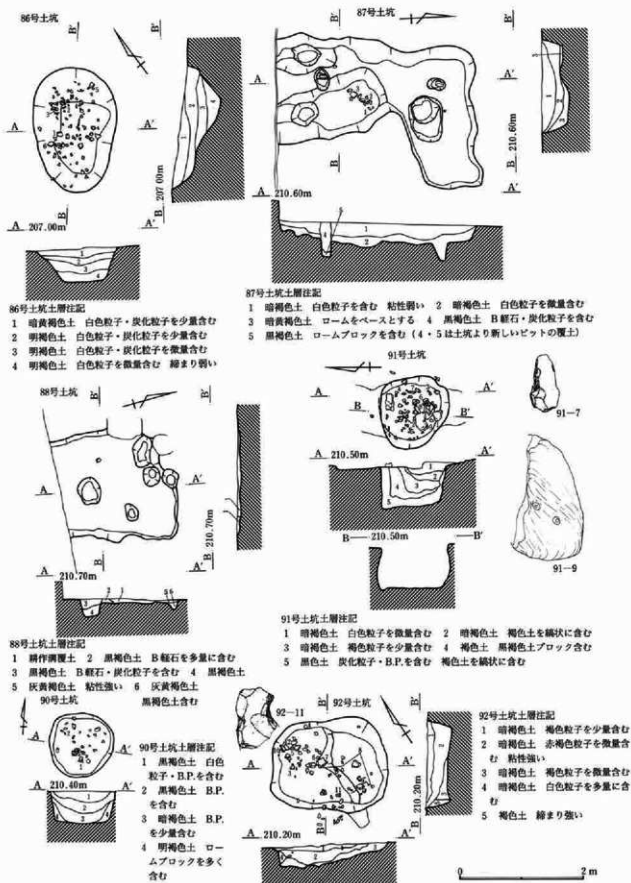 86号土坑
B′
A
A′
B
A 207.00m
A′
B 207.00m
1
2
3
4
86号土坑土層注記
1 暗黄褐色土 白色粒子・炭化粒子を少量含む
2 明褐色土 白色粒子・炭化粒子を少量含む
3 明褐色土 白色粒子・炭化粒子を微量含む
4 明褐色土 白色粒子を微量含む 締まり弱い
87号土坑
B′
A
A′
B
A 210.60m
A′
B 210.60m
87号土坑土層注記
1 暗褐色土 白色粒子を含む 粘性弱い 2 暗褐色土 白色粒子を微量含む
3 暗黄褐色土 ロームをベースとする 4 黒褐色土 B軽石・炭化粒子を含む
5 黒褐色土 ロームブロックを含む（4・5は土坑より新しいピットの覆土）
88号土坑
B′
A
A′
B
B 210.70m
A 210.70m
A′
88号土坑土層注記
1 耕作溝覆土 2 黒褐色土 B軽石を多量に含む
3 黒褐色土 B軽石・炭化粒子を含む 4 黒褐色土
5 灰黄褐色土 粘性強い 6 灰黄褐色土
黒褐色土含む
91号土坑
A
A′
B
B′
A 210.50m
A′
B 210.50m B′
91-7
91-9
91号土坑土層注記
1 暗褐色土 白色粒子を微量含む 2 暗褐色土 褐色土を縞状に含む
3 暗褐色土 褐色粒子を少量含む 4 褐色土 黒褐色土ブロック含む
5 黒色土 炭化粒子・B.P.を含む 褐色土を縞状に含む
90号土坑
A
A′
A 210.40m
A′
90号土坑土層注記
1 黒褐色土 白色
粒子・B.P.を含む
2 黒褐色土 B.P.
を含む
3 暗褐色土 B.P.
を少量含む
4 明褐色土 ロー
ムブロックを多く
含む
92-11
92号土坑
B′
A
A′
B
B 210.20m
A 210.20m
A′
92号土坑土層注記
1 暗褐色土 褐色粒子を少量含む
2 暗褐色土 赤褐色粒子を微量含
む 粘性強い
3 暗褐色土 褐色粒子を微量含む
4 暗褐色土 白色粒子を多量に含
む
5 褐色土 締まり強い
0 2m